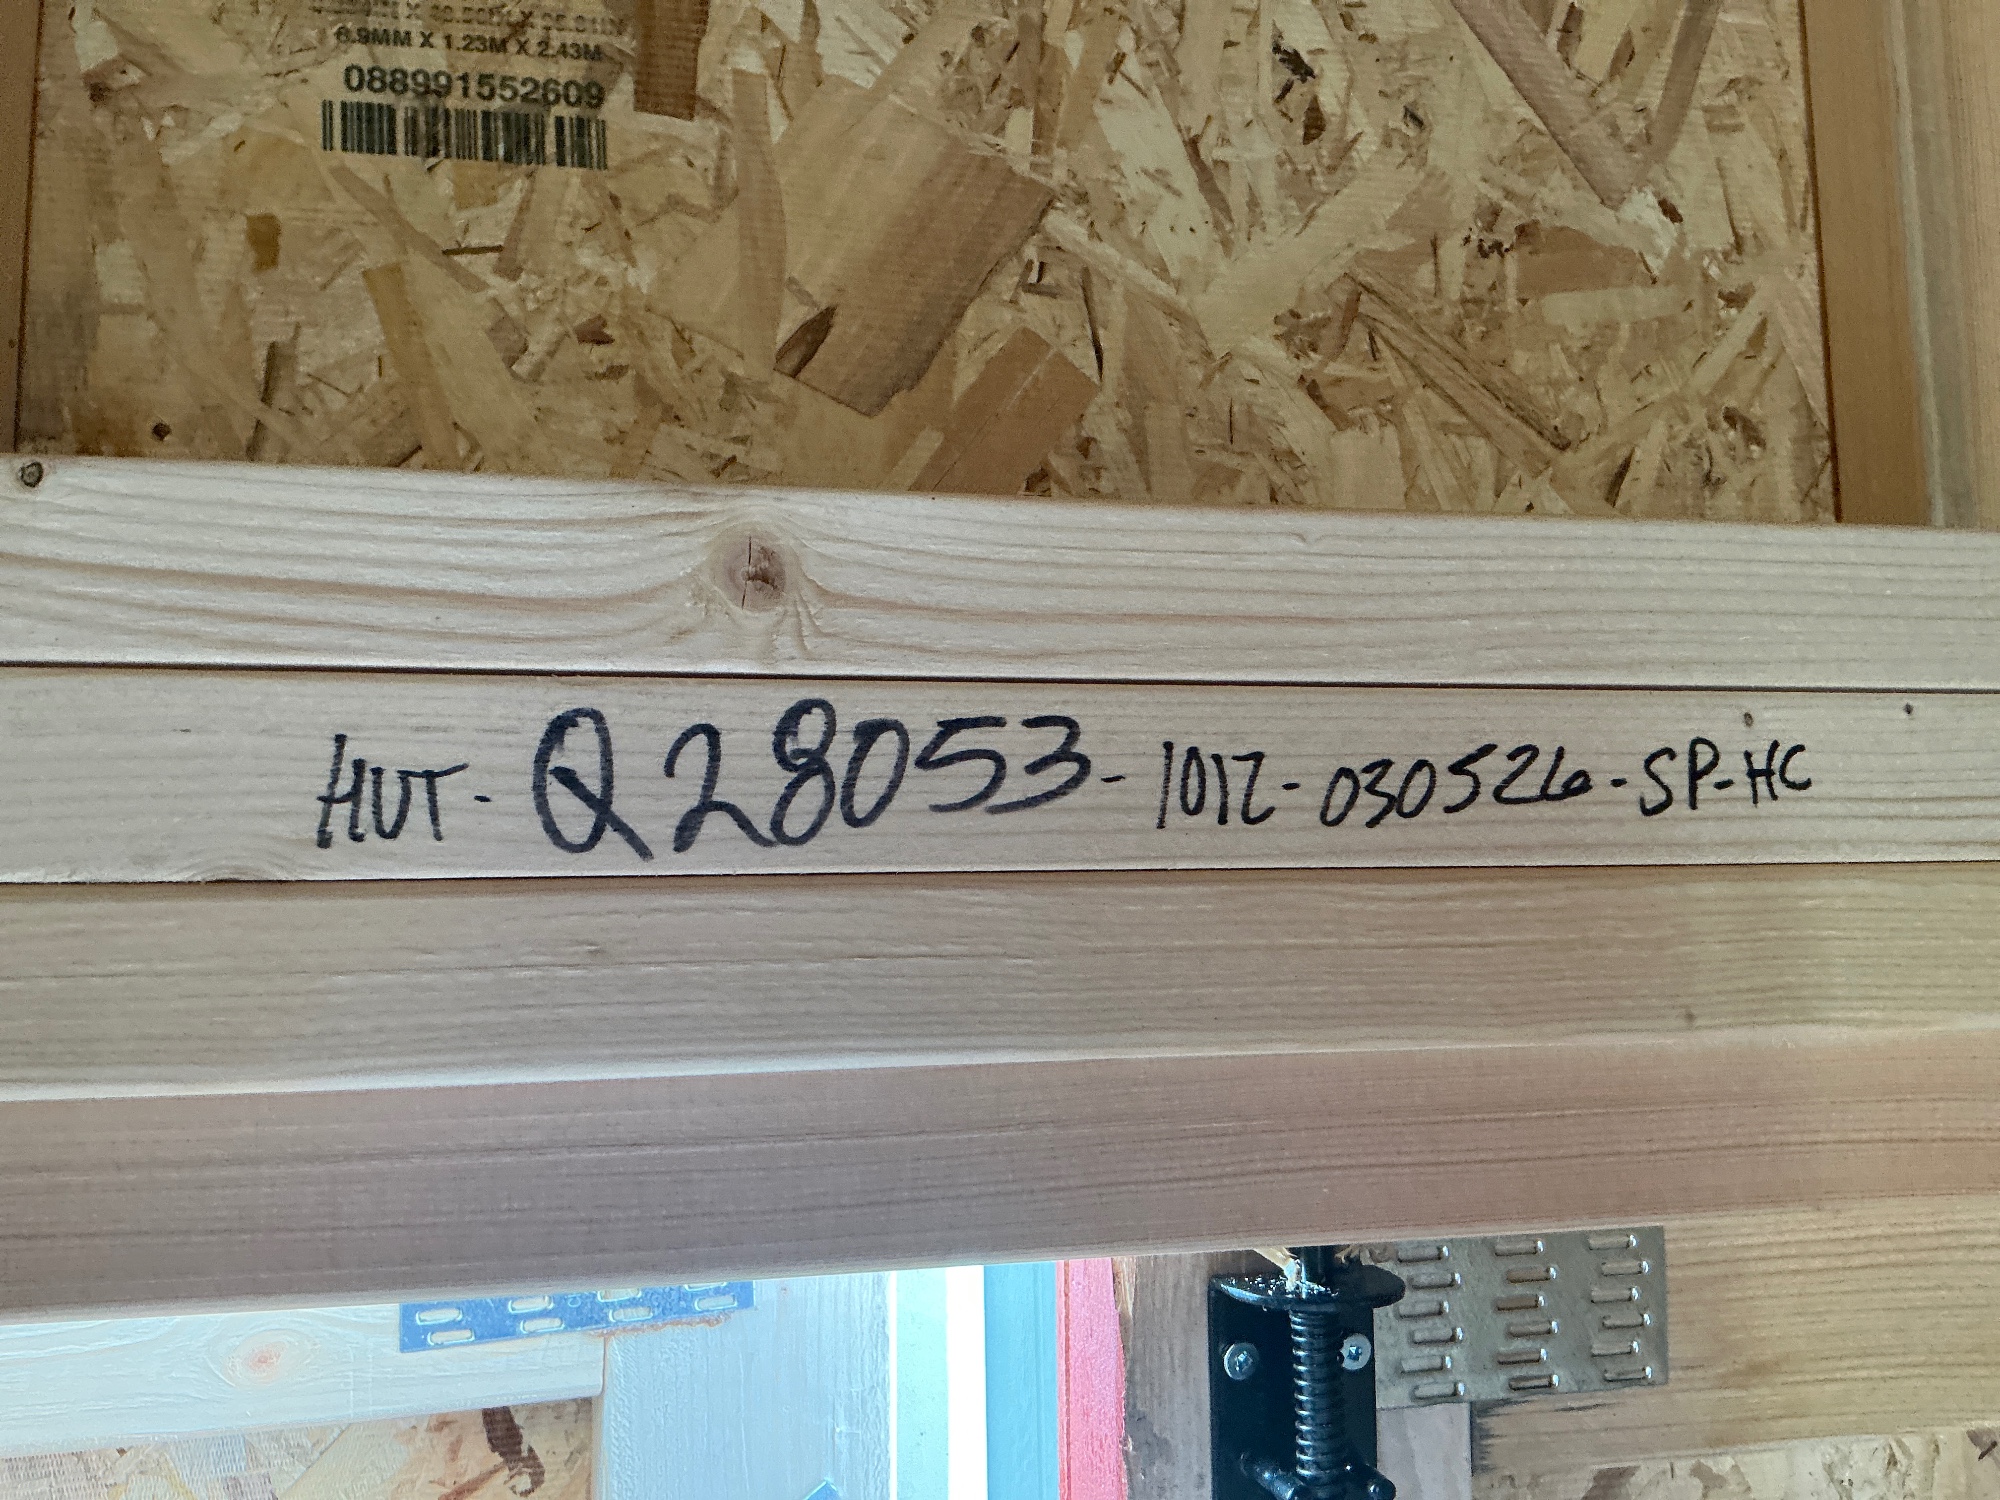 6.9MM X 1.23M X 2.43M
088991552609
HUT-Q28053-1012-030526-SP-HC